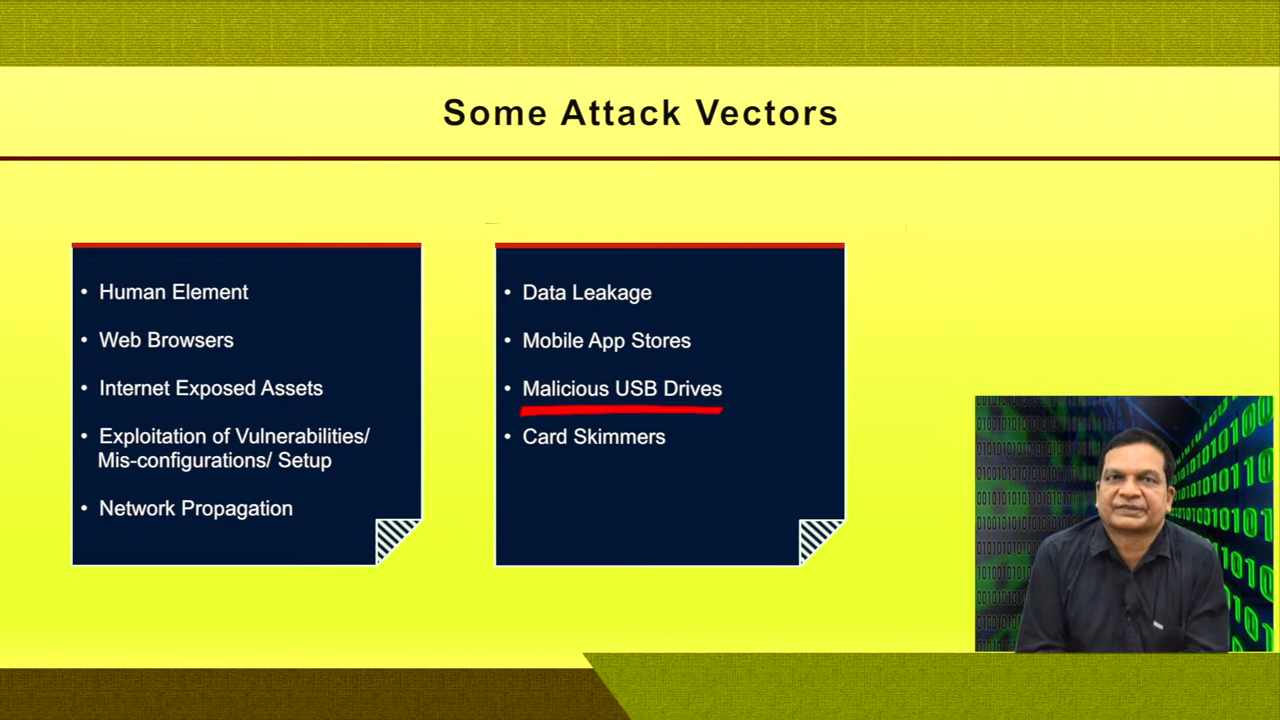 Some Attack Vectors
• Human Element
• Web Browsers
• Internet Exposed Assets
• Exploitation of Vulnerabilities/
Mis-configurations/ Setup
• Network Propagation
• Data Leakage
• Mobile App Stores
• Malicious USB Drives
• Card Skimmers